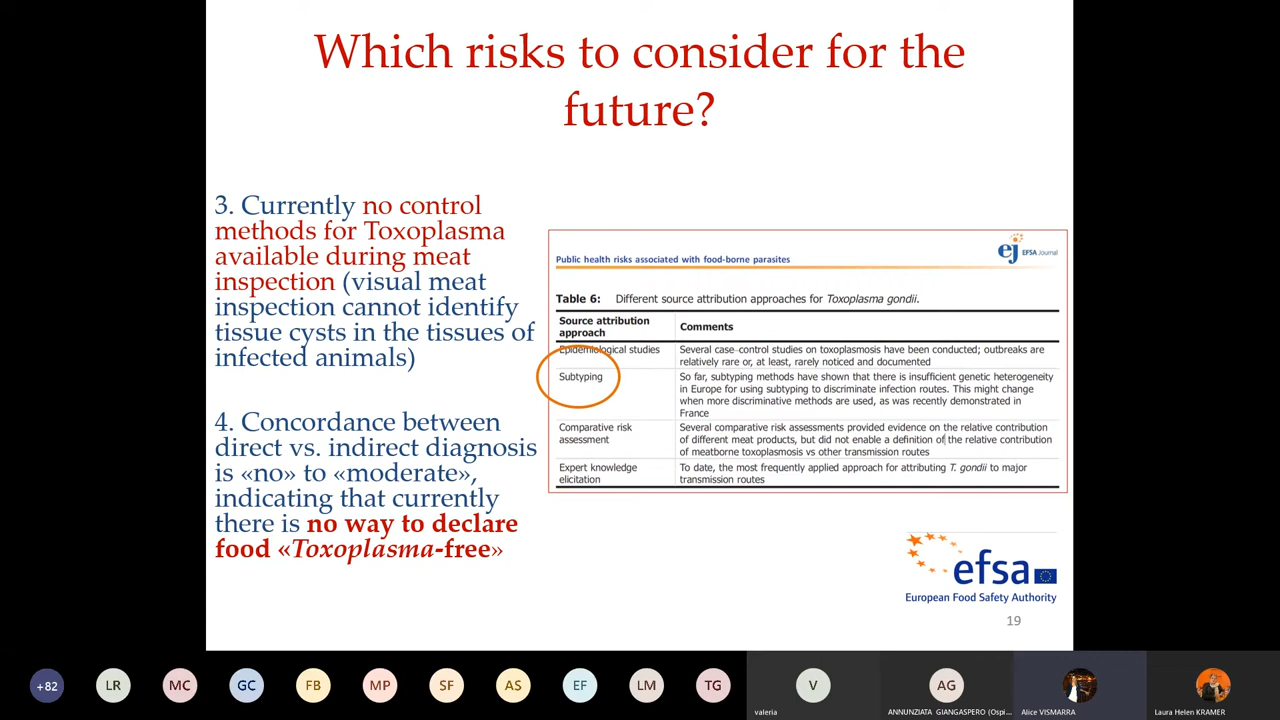 Which risks to consider for the
future?
3. Currently no control
methods for Toxoplasma
available during meat
inspection (visual meat
inspection cannot identify
tissue cysts in the tissues of
infected animals)
4. Concordance between
direct vs. indirect diagnosis
is «no» to «moderate»,
indicating that currently
there is no way to declare
food «Toxoplasma-free»
ej EFSA Journal
Public health risks associated with food-borne parasites
Table 6: Different source attribution approaches for Toxoplasma gondii.
Source attribution
approach
Comments
Epidemiological studies
Several case-control studies on toxoplasmosis have been conducted; outbreaks are
relatively rare or, at least, rarely noticed and documented
Subtyping
So far, subtyping methods have shown that there is insufficient genetic heterogeneity
in Europe for using subtyping to discriminate infection routes. This might change
when more discriminative methods are used, as was recently demonstrated in
France
Comparative risk
assessment
Several comparative risk assessments provided evidence on the relative contribution
of different meat products, but did not enable a definition of the relative contribution
of meatborne toxoplasmosis vs other transmission routes
Expert knowledge
elicitation
To date, the most frequently applied approach for attributing T. gondii to major
transmission routes
efsa
European Food Safety Authority
19
+82 LR MC GC FB MP SF AS EF LM TG V AG
valeria
ANNUNZIATA GIANGASPERO (Ospi...
Alice VISMARRA
Laura Helen KRAMER